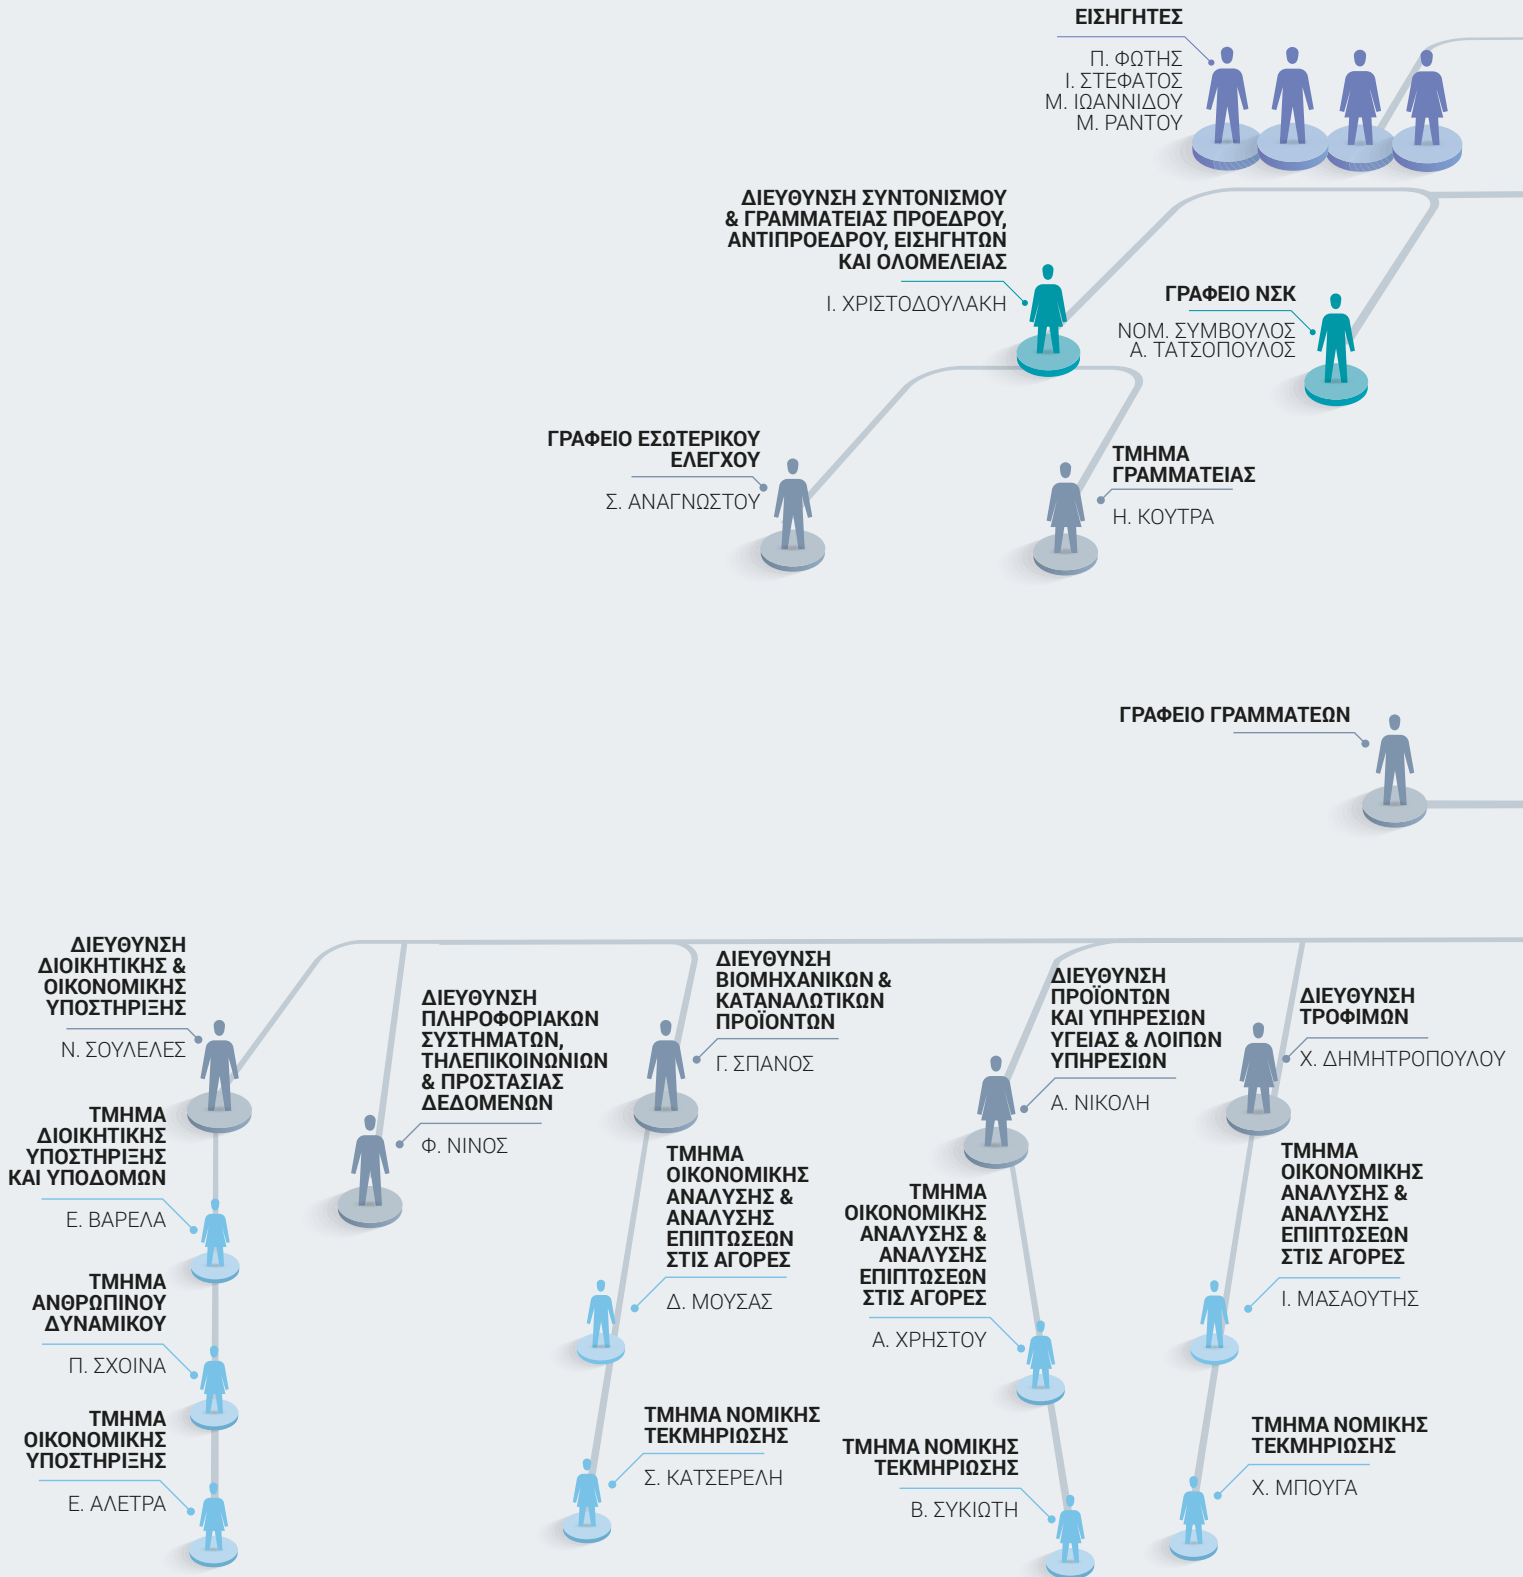 ΕΙΣΗΓΗΤΕΣ
Π. ΦΩΤΗΣ
Ι. ΣΤΕΦΑΤΟΣ
Μ. ΙΩΑΝΝΙΔΟΥ
Μ. ΡΑΝΤΟΥ
ΔΙΕΥΘΥΝΣΗ ΣΥΝΤΟΝΙΣΜΟΥ
& ΓΡΑΜΜΑΤΕΙΑΣ ΠΡΟΕΔΡΟΥ,
ΑΝΤΙΠΡΟΕΔΡΟΥ, ΕΙΣΗΓΗΤΩΝ
ΚΑΙ ΟΛΟΜΕΛΕΙΑΣ
Ι. ΧΡΙΣΤΟΔΟΥΛΑΚΗ
ΓΡΑΦΕΙΟ ΝΣΚ
ΝΟΜ. ΣΥΜΒΟΥΛΟΣ
Α. ΤΑΤΣΟΠΟΥΛΟΣ
ΓΡΑΦΕΙΟ ΕΣΩΤΕΡΙΚΟΥ
ΕΛΕΓΧΟΥ
Σ. ΑΝΑΓΝΩΣΤΟΥ
ΤΜΗΜΑ
ΓΡΑΜΜΑΤΕΙΑΣ
Η. ΚΟΥΤΡΑ
ΓΡΑΦΕΙΟ ΓΡΑΜΜΑΤΕΩΝ
ΔΙΕΥΘΥΝΣΗ
ΔΙΟΙΚΗΤΙΚΗΣ &
ΟΙΚΟΝΟΜΙΚΗΣ
ΥΠΟΣΤΗΡΙΞΗΣ
Ν. ΣΟΥΛΕΛΕΣ
ΤΜΗΜΑ
ΔΙΟΙΚΗΤΙΚΗΣ
ΥΠΟΣΤΗΡΙΞΗΣ
ΚΑΙ ΥΠΟΔΟΜΩΝ
Ε. ΒΑΡΕΛΑ
ΤΜΗΜΑ
ΑΝΘΡΩΠΙΝΟΥ
ΔΥΝΑΜΙΚΟΥ
Π. ΣΧΟΙΝΑ
ΤΜΗΜΑ
ΟΙΚΟΝΟΜΙΚΗΣ
ΥΠΟΣΤΗΡΙΞΗΣ
Ε. ΑΛΕΤΡΑ
ΔΙΕΥΘΥΝΣΗ
ΠΛΗΡΟΦΟΡΙΑΚΩΝ
ΣΥΣΤΗΜΑΤΩΝ,
ΤΗΛΕΠΙΚΟΙΝΩΝΙΩΝ
& ΠΡΟΣΤΑΣΙΑΣ
ΔΕΔΟΜΕΝΩΝ
Φ. ΝΙΝΟΣ
ΔΙΕΥΘΥΝΣΗ
ΒΙΟΜΗΧΑΝΙΚΩΝ &
ΚΑΤΑΝΑΛΩΤΙΚΩΝ
ΠΡΟΪΟΝΤΩΝ
Γ. ΣΠΑΝΟΣ
ΤΜΗΜΑ
ΟΙΚΟΝΟΜΙΚΗΣ
ΑΝΑΛΥΣΗΣ &
ΑΝΑΛΥΣΗΣ
ΕΠΙΠΤΩΣΕΩΝ
ΣΤΙΣ ΑΓΟΡΕΣ
Δ. ΜΟΥΣΑΣ
ΤΜΗΜΑ ΝΟΜΙΚΗΣ
ΤΕΚΜΗΡΙΩΣΗΣ
Σ. ΚΑΤΣΕΡΕΛΗ
ΔΙΕΥΘΥΝΣΗ
ΠΡΟΪΟΝΤΩΝ
ΚΑΙ ΥΠΗΡΕΣΙΩΝ
ΥΓΕΙΑΣ & ΛΟΙΠΩΝ
ΥΠΗΡΕΣΙΩΝ
Α. ΝΙΚΟΛΗ
ΤΜΗΜΑ
ΟΙΚΟΝΟΜΙΚΗΣ
ΑΝΑΛΥΣΗΣ &
ΑΝΑΛΥΣΗΣ
ΕΠΙΠΤΩΣΕΩΝ
ΣΤΙΣ ΑΓΟΡΕΣ
Α. ΧΡΗΣΤΟΥ
ΤΜΗΜΑ ΝΟΜΙΚΗΣ
ΤΕΚΜΗΡΙΩΣΗΣ
Β. ΣΥΚΙΩΤΗ
ΔΙΕΥΘΥΝΣΗ
ΤΡΟΦΙΜΩΝ
Χ. ΔΗΜΗΤΡΟΠΟΥΛΟΥ
ΤΜΗΜΑ
ΟΙΚΟΝΟΜΙΚΗΣ
ΑΝΑΛΥΣΗΣ &
ΑΝΑΛΥΣΗΣ
ΕΠΙΠΤΩΣΕΩΝ
ΣΤΙΣ ΑΓΟΡΕΣ
Ι. ΜΑΣΑΟΥΤΗΣ
ΤΜΗΜΑ ΝΟΜΙΚΗΣ
ΤΕΚΜΗΡΙΩΣΗΣ
Χ. ΜΠΟΥΓΑ